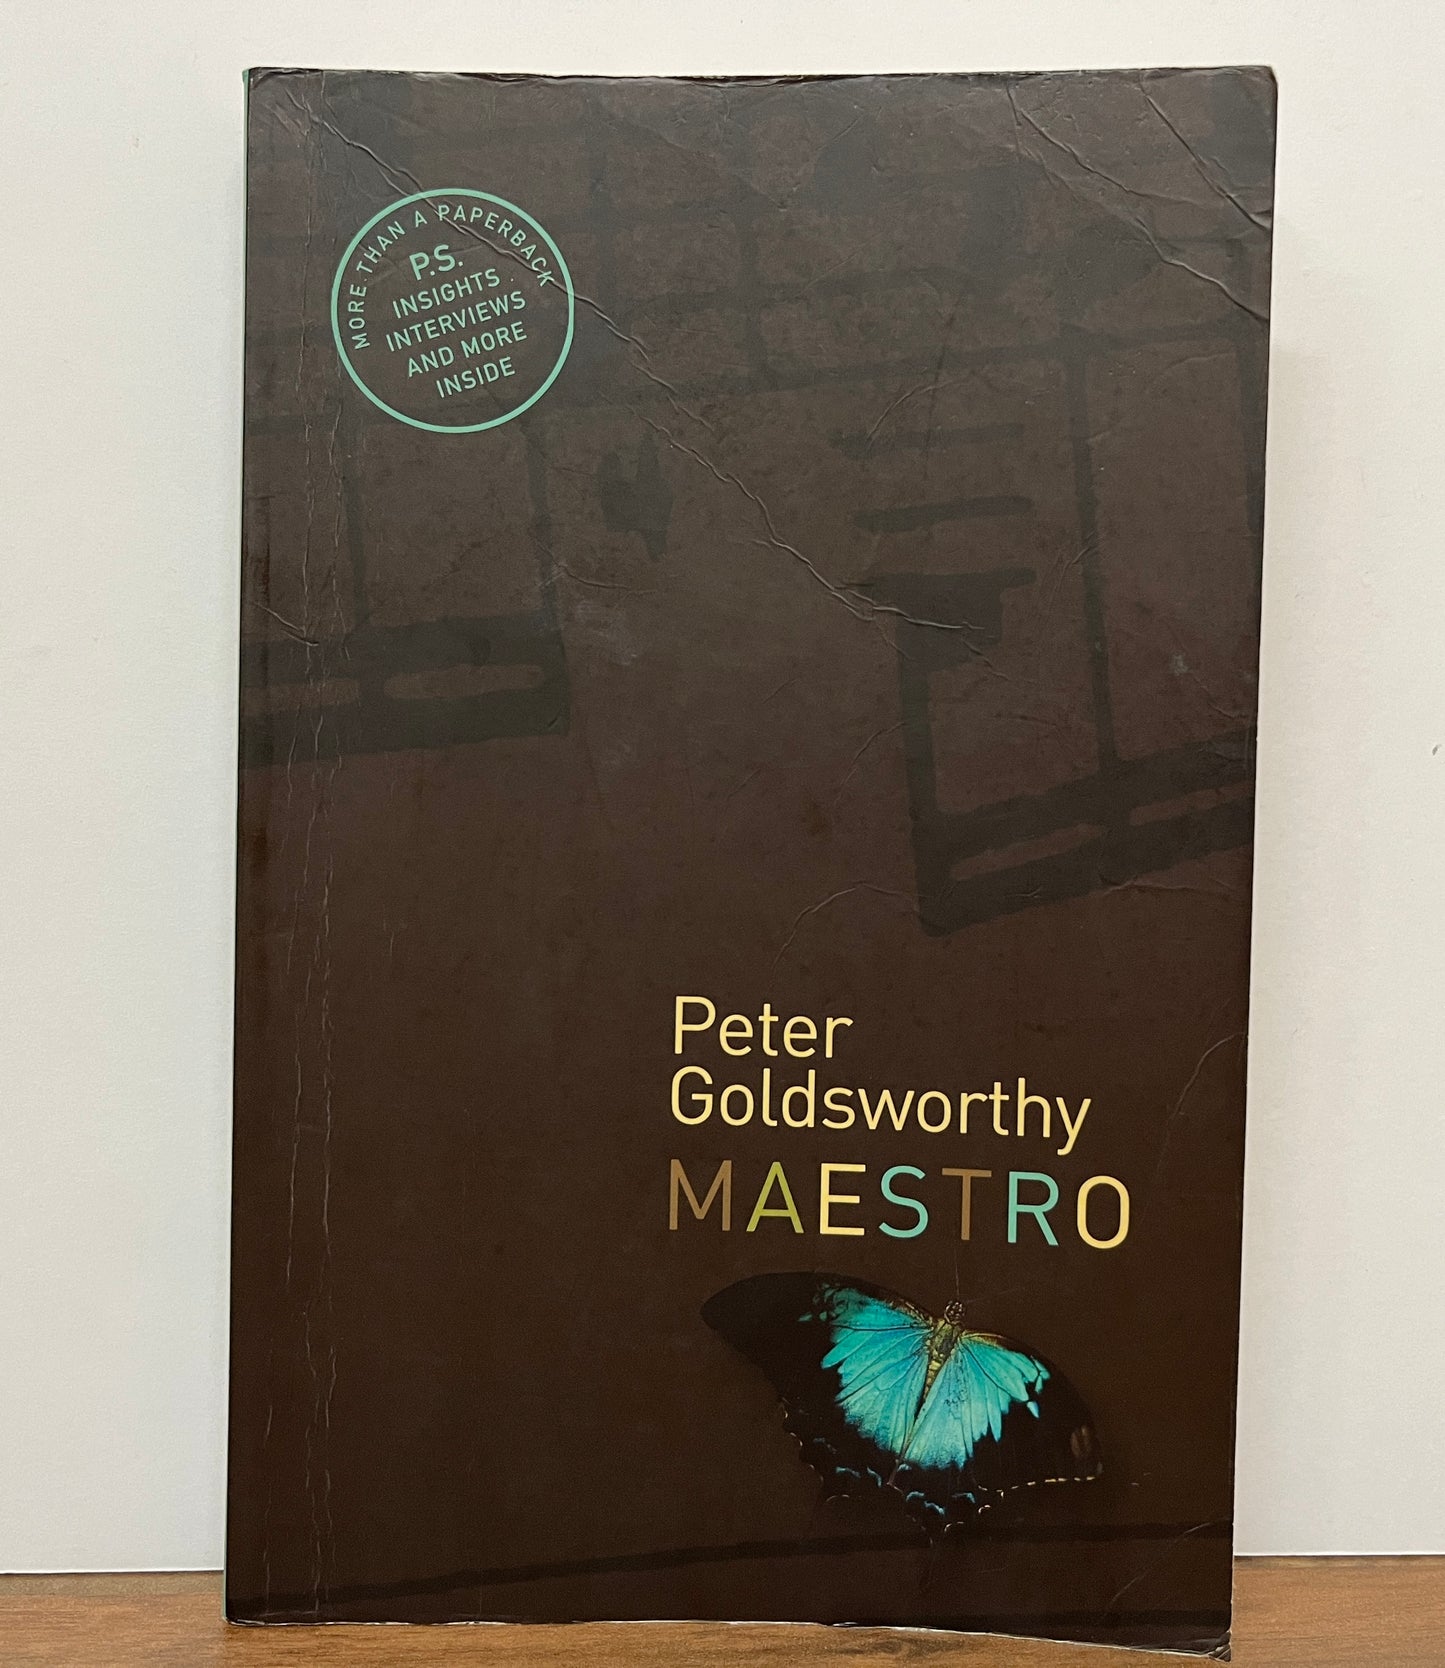 MORE THAN A PAPERBACK
P.S.
INSIGHTS
INTERVIEWS
AND MORE
INSIDE
Peter
Goldsworthy
MAESTRO